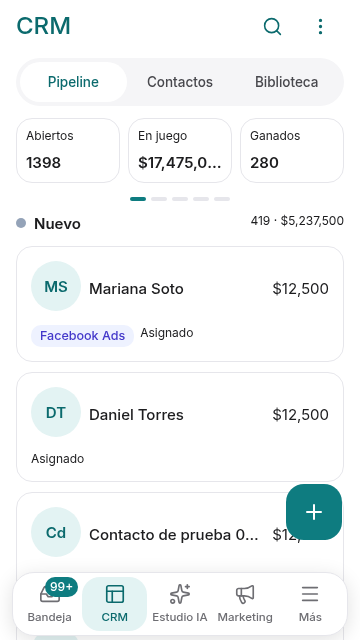 CRM
Pipeline
Contactos
Biblioteca
Abiertos
1398
En juego
$17,475,0...
Ganados
280
Nuevo
419 · $5,237,500
MS
Mariana Soto
$12,500
Facebook Ads
Asignado
DT
Daniel Torres
$12,500
Asignado
Cd
Contacto de prueba 0...
99+
Bandeja
CRM
Estudio IA
Marketing
Más